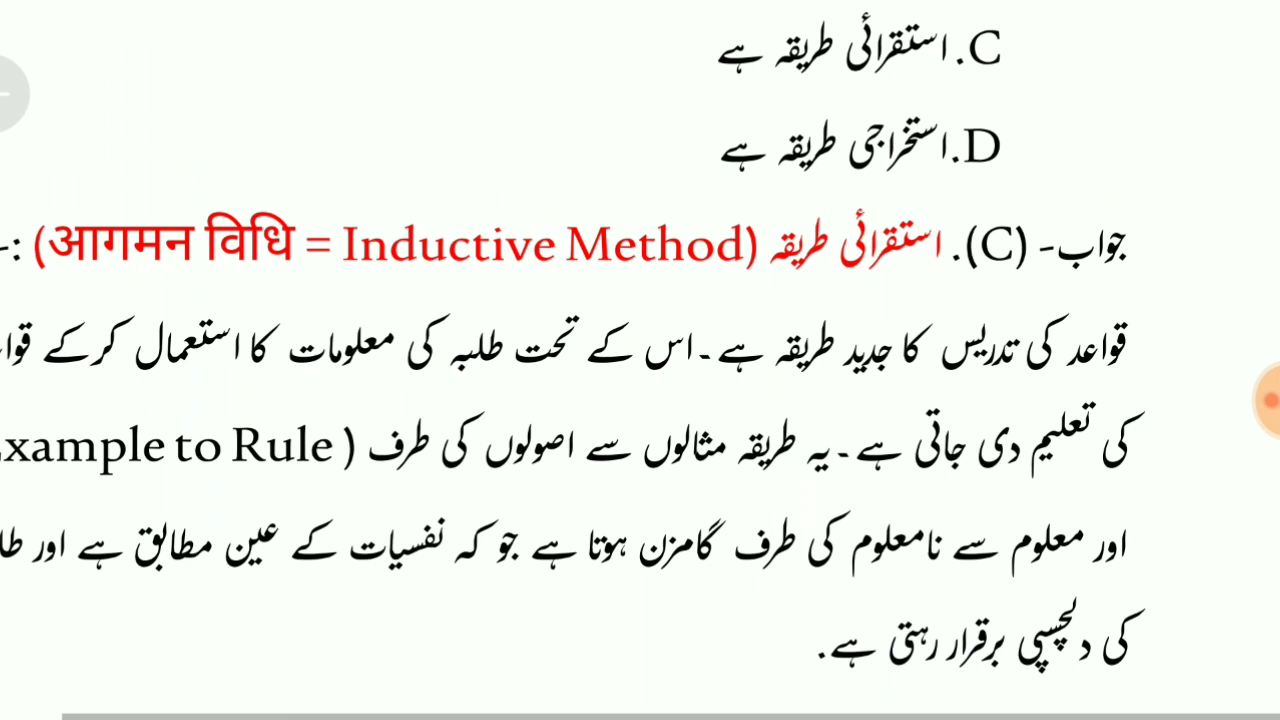 C. استقرائی طریقہ ہے
D. استخراجی طریقہ ہے
جواب- (C). استقرائی طریقہ (Inductive Method = आगमन विधि) :-
قواعد کی تدریس کا جدید طریقہ ہے۔اس کے تحت طلبہ کی معلومات کا استعمال کرکے
کی تعلیم دی جاتی ہے۔یہ طریقہ مثالوں سے اصولوں کی طرف ( xample to Rule
اور معلوم سے نامعلوم کی طرف گامزن ہوتا ہے جو کہ نفسیات کے عین مطابق ہے اور
کی دلچسپی برقرار رہتی ہے.